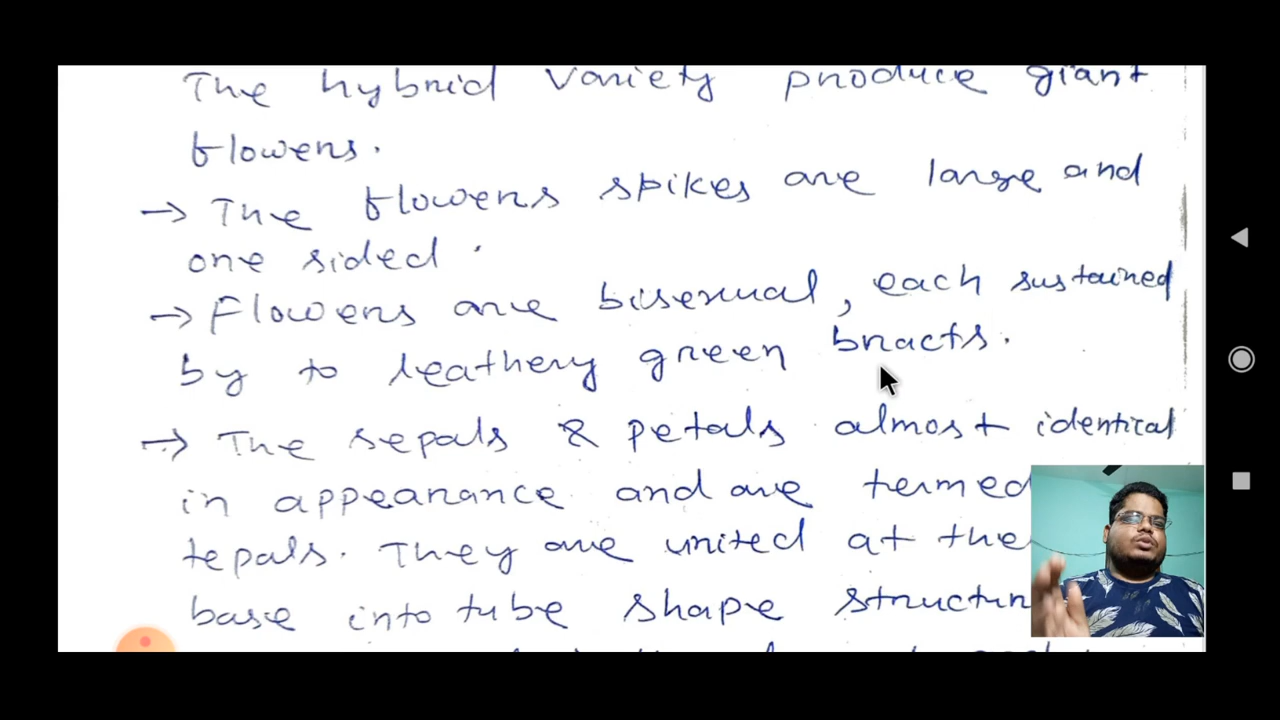 The hybrid variety produce giant
flowers.
→ The flowers spikes are large and
one sided.
→ Flowers are bisexual, each sustained
by to leathery green bracts.
→ The sepals & petals almost identical
in appearance and are termed
tepals. They are united at the
base into tube shape